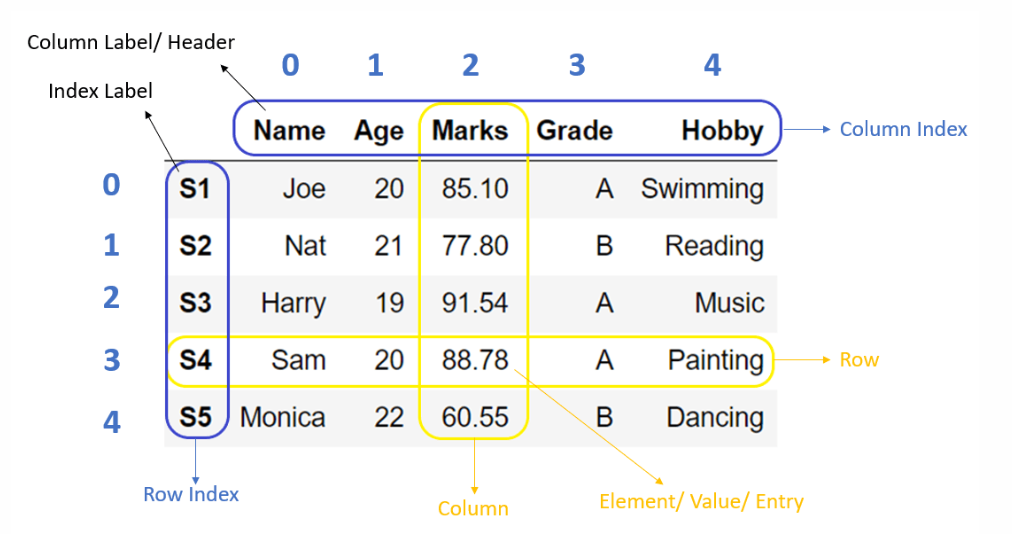 Column Label/ Header
0 1 2 3 4
Index Label
Name Age Marks Grade Hobby
Column Index
0 S1 Joe 20 85.10 A Swimming
1 S2 Nat 21 77.80 B Reading
2 S3 Harry 19 91.54 A Music
3 S4 Sam 20 88.78 A Painting Row
4 S5 Monica 22 60.55 B Dancing
Row Index
Column
Element/ Value/ Entry